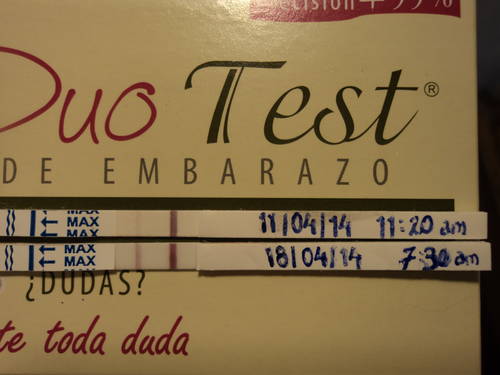 Duo Test®
DE EMBARAZO
MAX
MAX
11/04/14 11:20 am
MAX
MAX
18/04/14 7:30 am
¿DUDAS?
te toda duda